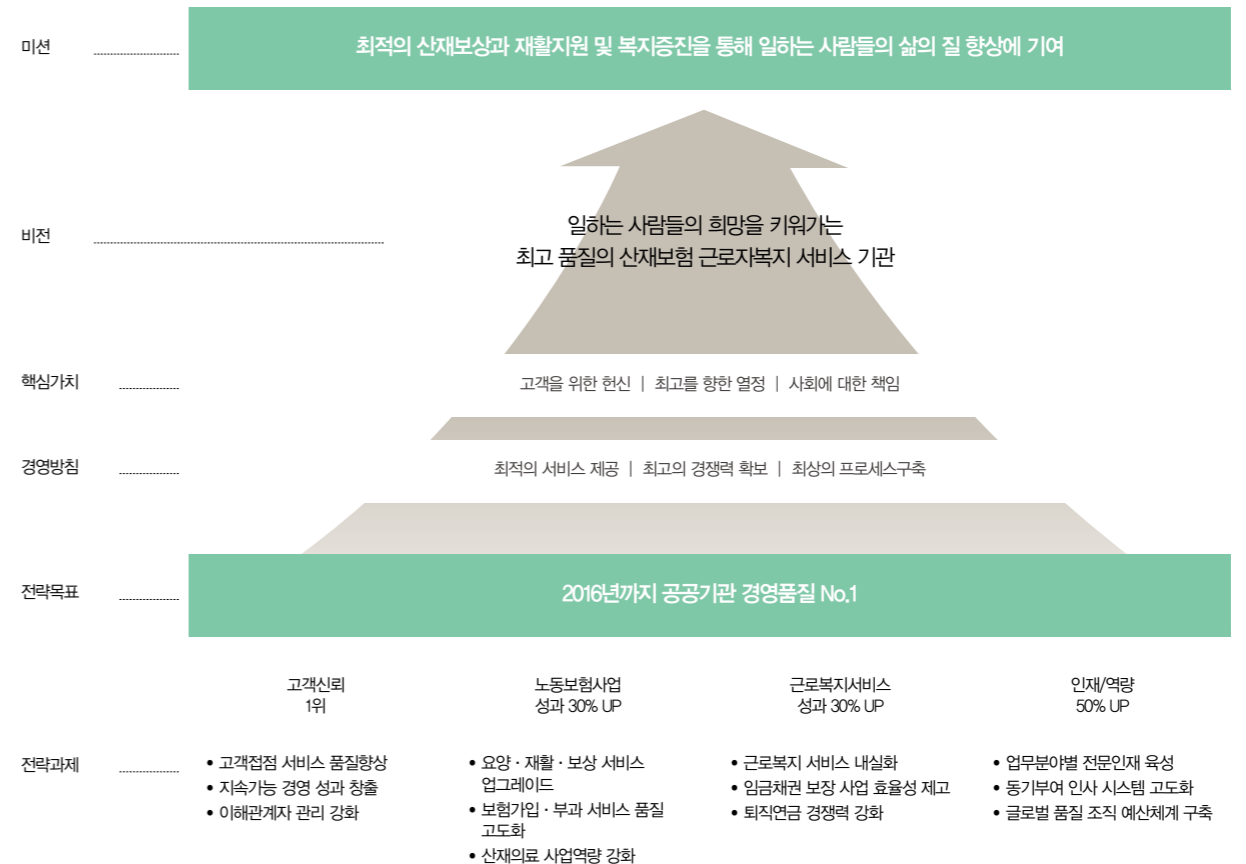 미션
최적의 산재보상과 재활지원 및 복지증진을 통해 일하는 사람들의 삶의 질 향상에 기여
비전
일하는 사람들의 희망을 키워가는
최고 품질의 산재보험 근로자복지 서비스 기관
핵심가치
고객을 위한 헌신 | 최고를 향한 열정 | 사회에 대한 책임
경영방침
최적의 서비스 제공 | 최고의 경쟁력 확보 | 최상의 프로세스구축
전략목표
2016년까지 공공기관 경영품질 No.1
고객신뢰
1위
노동보험사업
성과 30% UP
근로복지서비스
성과 30% UP
인재/역량
50% UP
전략과제
• 고객접점 서비스 품질향상
• 지속가능 경영 성과 창출
• 이해관계자 관리 강화
• 요양·재활·보상 서비스
업그레이드
• 보험가입·부과 서비스 품질
고도화
• 산재의료 사업역량 강화
• 근로복지 서비스 내실화
• 임금채권 보장 사업 효율성 제고
• 퇴직연금 경쟁력 강화
• 업무분야별 전문인재 육성
• 동기부여 인사 시스템 고도화
• 글로벌 품질 조직 예산체계 구축